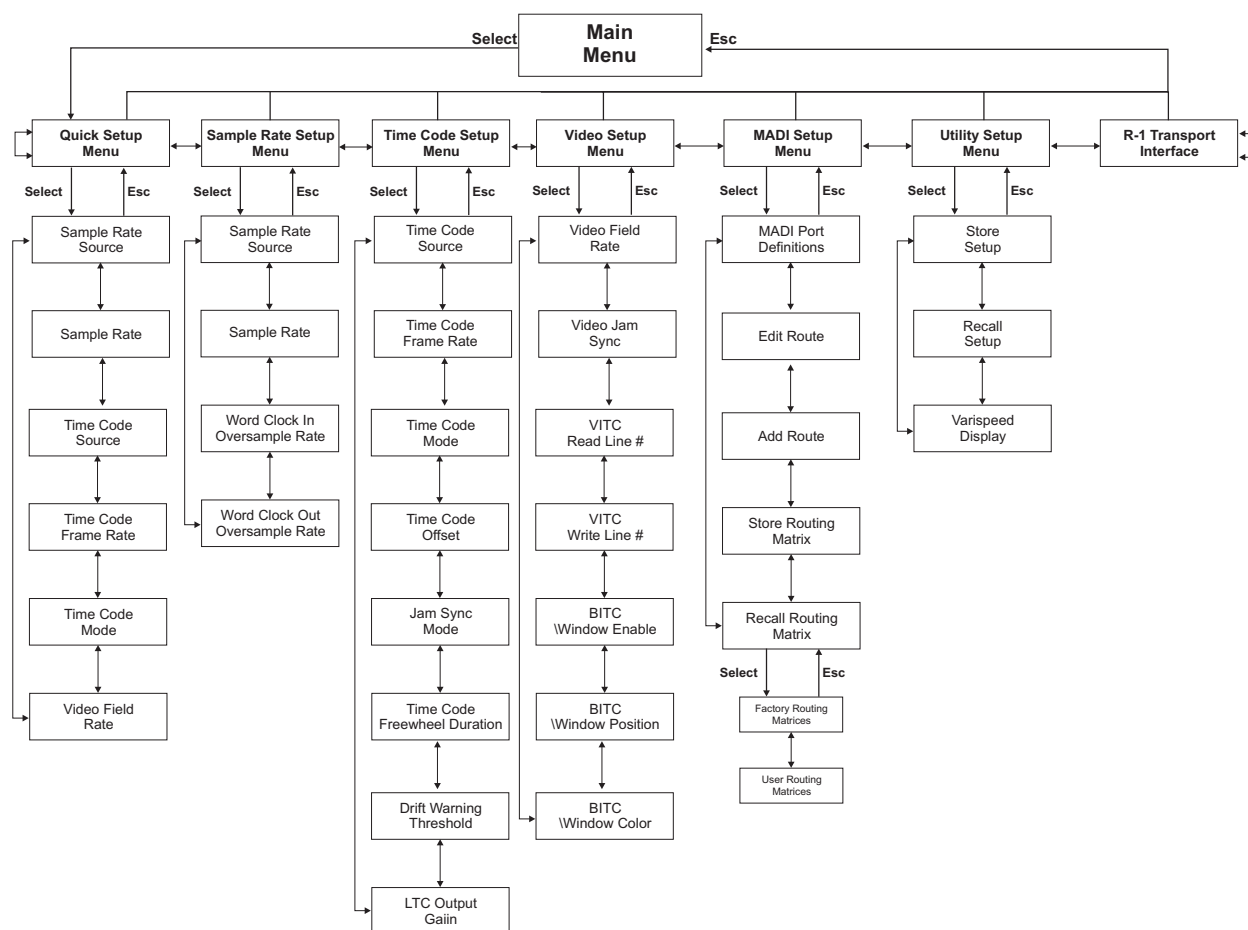 Main
Menu
Select
Esc
Quick Setup
Menu
Sample Rate Setup
Menu
Time Code Setup
Menu
Video Setup
Menu
MADI Setup
Menu
Utility Setup
Menu
R-1 Transport
Interface
Select
Esc
Sample Rate
Source
Sample Rate
Time Code
Source
Time Code
Frame Rate
Time Code
Mode
Video Field
Rate
Select
Esc
Sample Rate
Source
Sample Rate
Word Clock In
Oversample Rate
Word Clock Out
Oversample Rate
Select
Esc
Time Code
Source
Time Code
Frame Rate
Time Code
Mode
Time Code
Offset
Jam Sync
Mode
Time Code
Freewheel Duration
Drift Warning
Threshold
LTC Output
Gaiin
Select
Esc
Video Field
Rate
Video Jam
Sync
VITC
Read Line #
VITC
Write Line #
BITC
\Window Enable
BITC
\Window Position
BITC
\Window Color
Select
Esc
MADI Port
Definitions
Edit Route
Add Route
Store Routing
Matrix
Recall Routing
Matrix
Select
Esc
Factory Routing
Matrices
User Routing
Matrices
Select
Esc
Store
Setup
Recall
Setup
Varispeed
Display